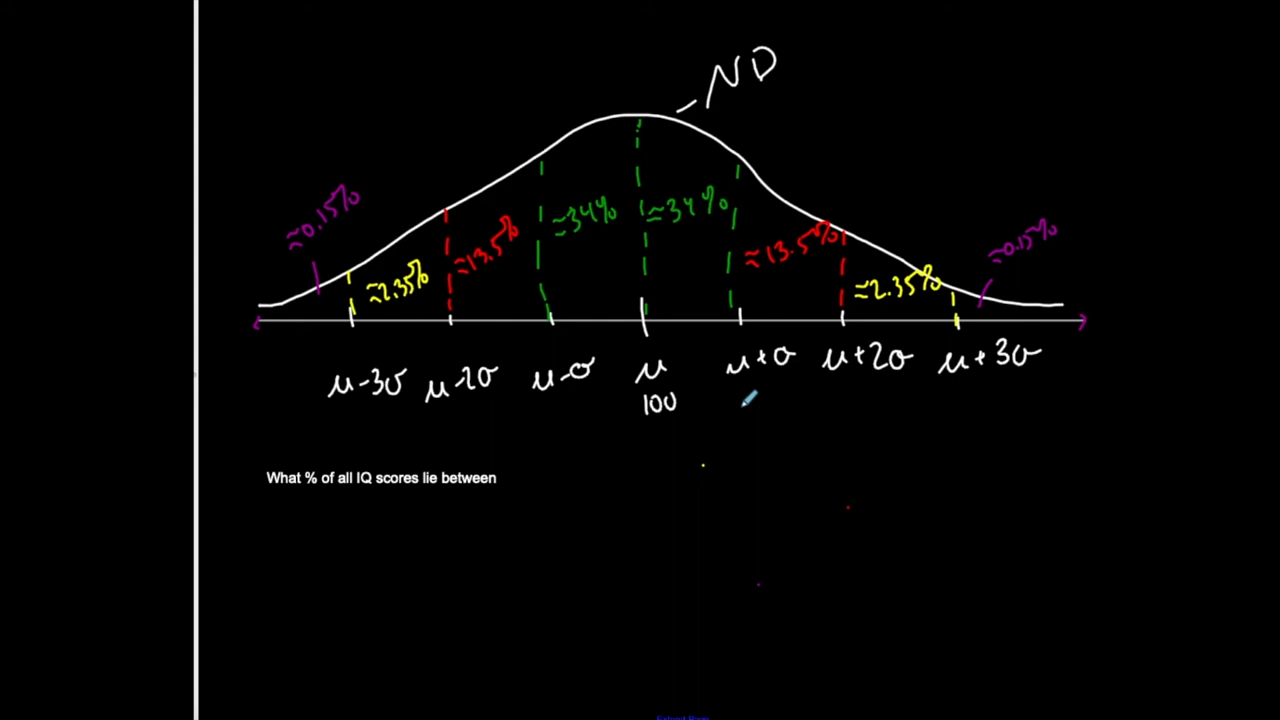 ND
≈0.15%
≈2.35%
≈13.5%
≈34%
≈34%
≈13.5%
≈2.35%
≈0.15%
μ-3σ
μ-2σ
μ-σ
μ
μ+σ
μ+2σ
μ+3σ
100
What % of all IQ scores lie between